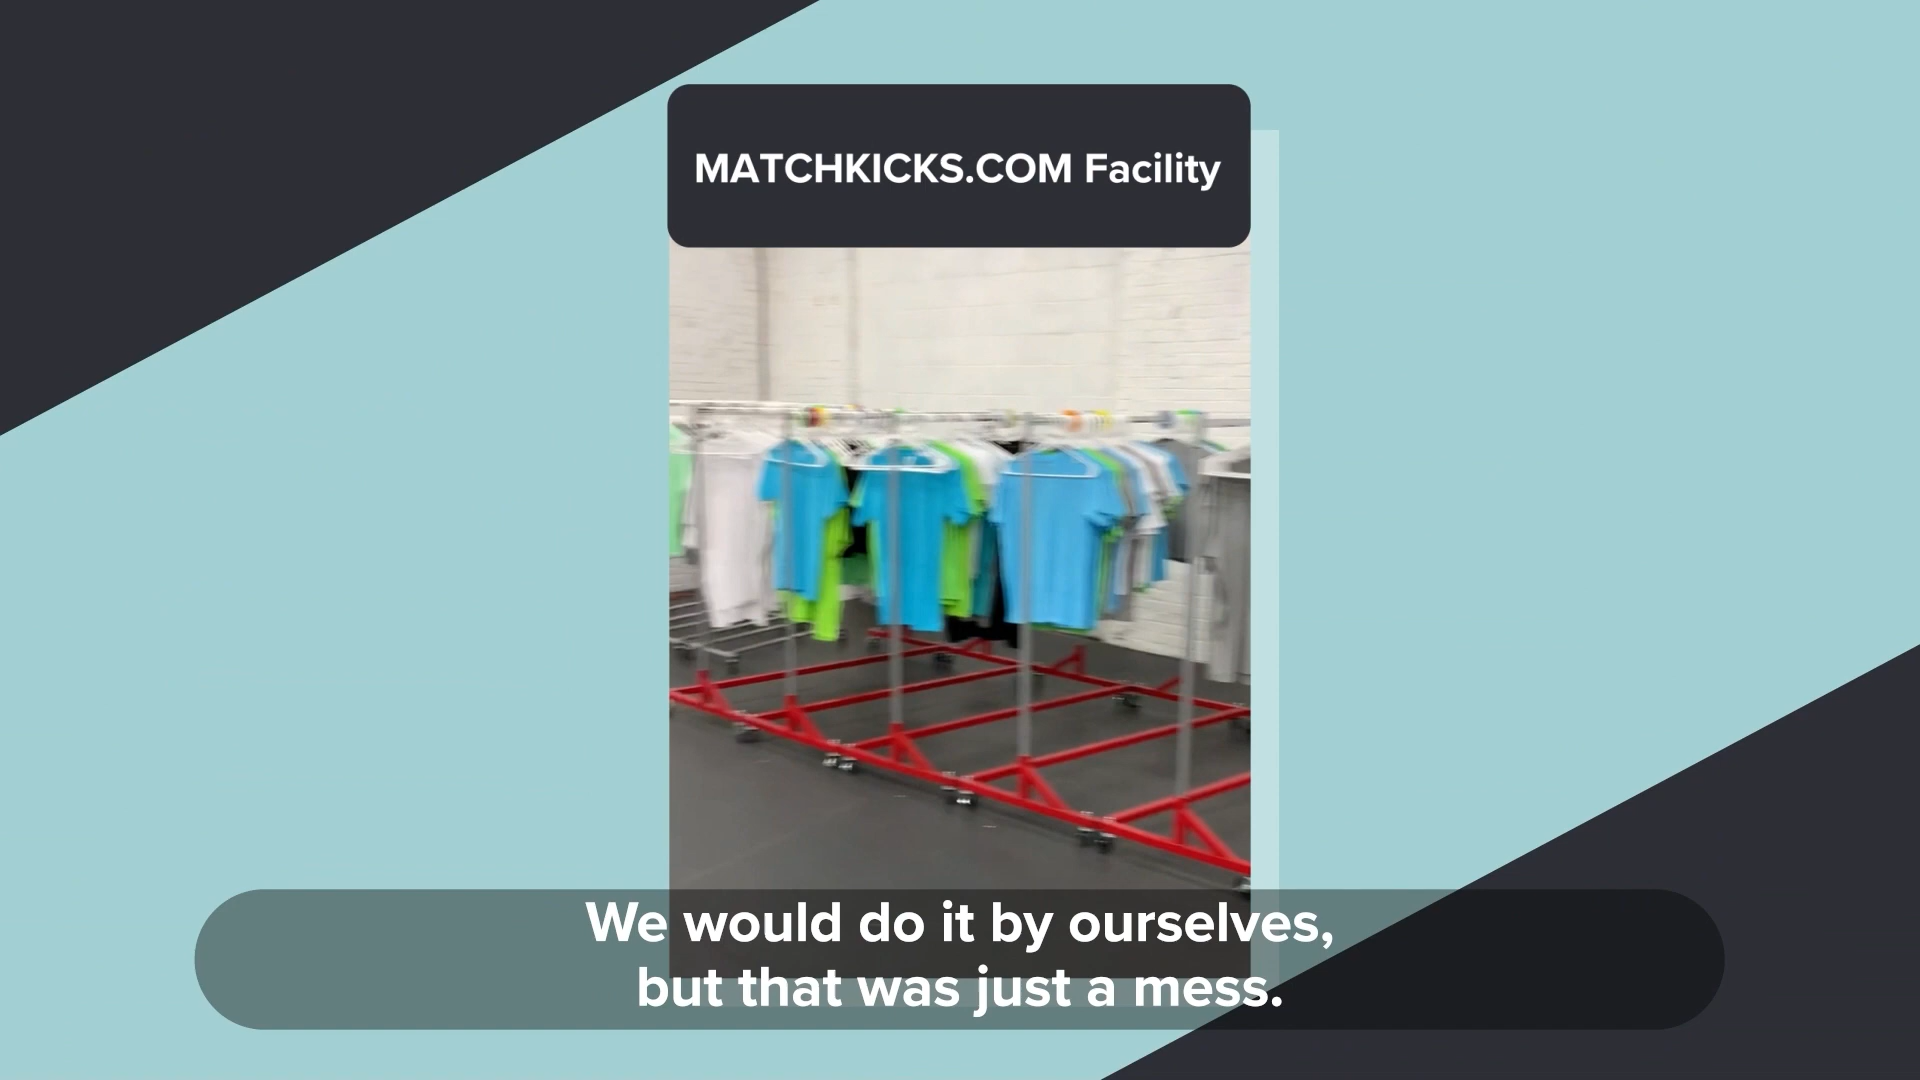 MATCHKICKS.COM Facility
We would do it by ourselves,
but that was just a mess.